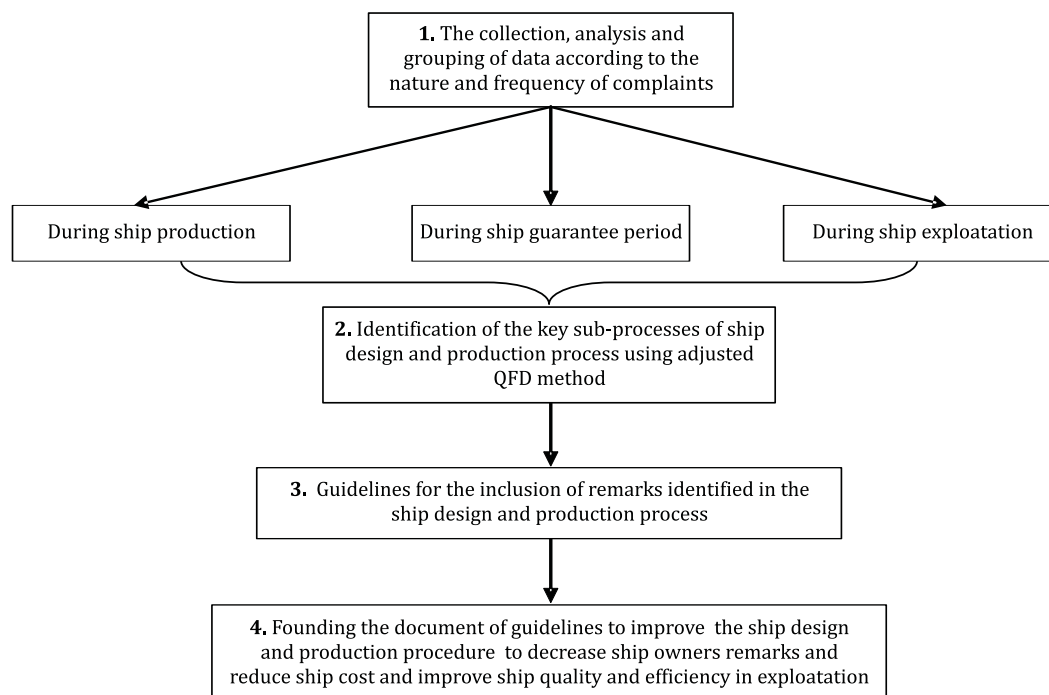 1. The collection, analysis and
grouping of data according to the
nature and frequency of complaints
During ship production
During ship guarantee period
During ship exploatation
2. Identification of the key sub-processes of ship
design and production process using adjusted
QFD method
3. Guidelines for the inclusion of remarks identified in the
ship design and production process
4. Founding the document of guidelines to improve the ship design
and production procedure to decrease ship owners remarks and
reduce ship cost and improve ship quality and efficiency in exploatation